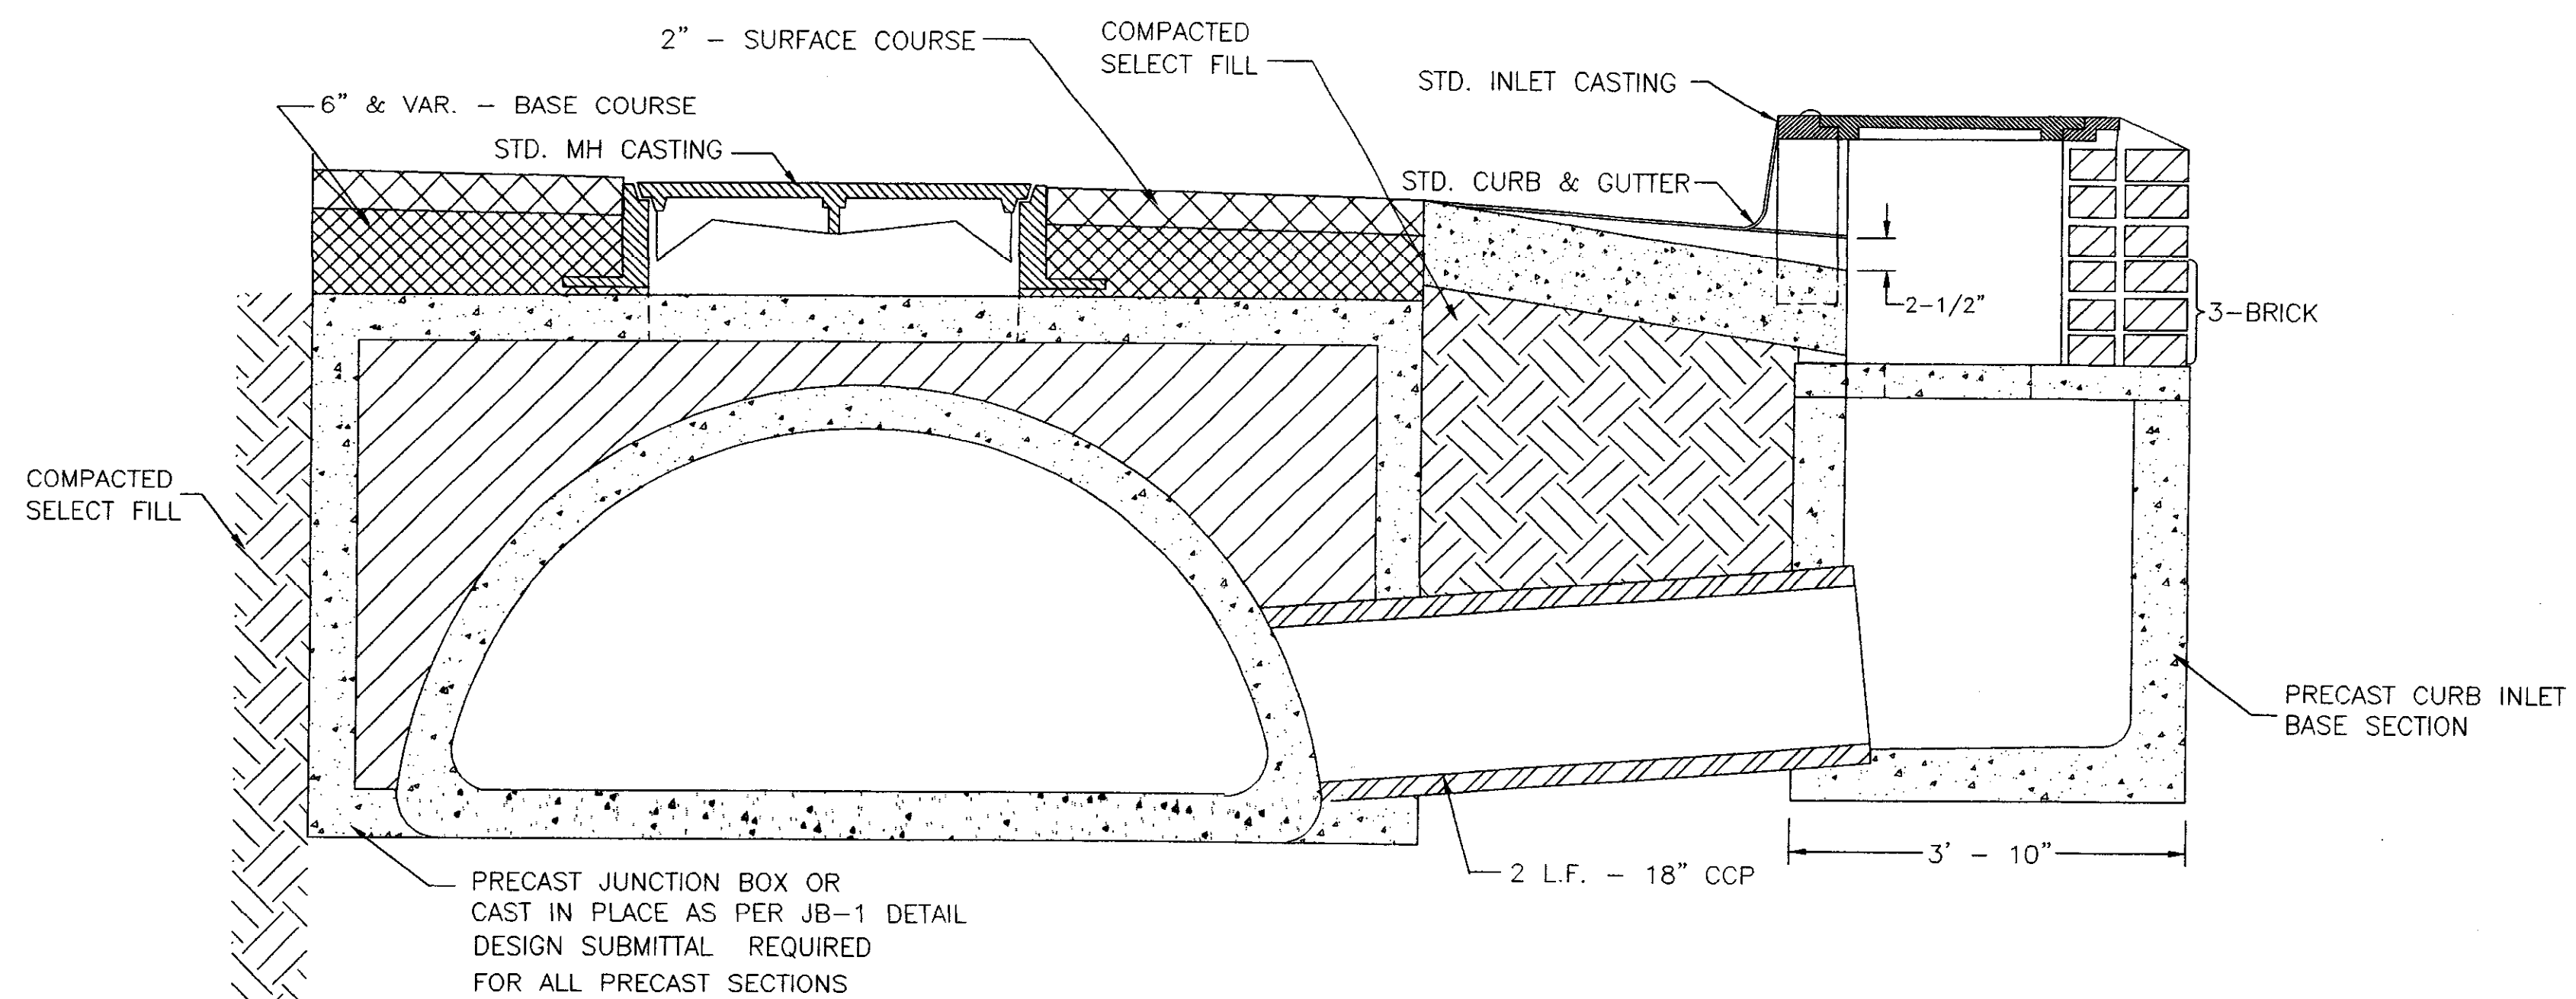 2” - SURFACE COURSE
COMPACTED
SELECT FILL
STD. INLET CASTING
6” & VAR. - BASE COURSE
STD. MH CASTING
STD. CURB & GUTTER
2-1/2”
3-BRICK
COMPACTED
SELECT FILL
PRECAST CURB INLET
BASE SECTION
3' - 10”
2 L.F. - 18” CCP
PRECAST JUNCTION BOX OR
CAST IN PLACE AS PER JB-1 DETAIL
DESIGN SUBMITTAL REQUIRED
FOR ALL PRECAST SECTIONS